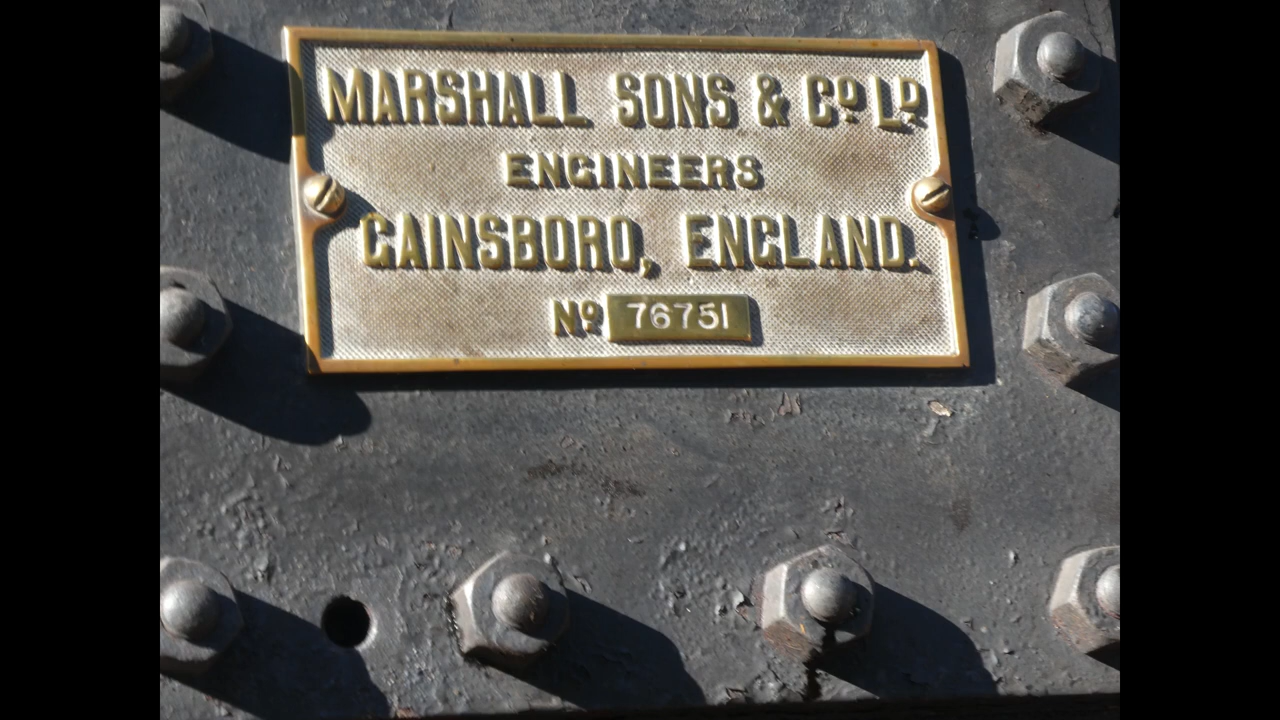 MARSHALL SONS & Cº Lᴰ
ENGINEERS
GAINSBORO, ENGLAND.
Nº 76751